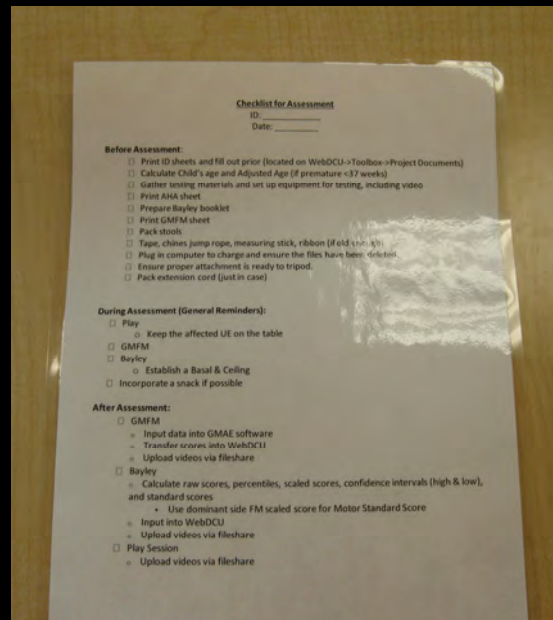 Checklist for Assessment
ID: ___________
Date: ________
Before Assessment:
□ Print ID sheets and fill out prior (located on WebDCU->Toolbox->Project Documents)
□ Calculate Child's age and Adjusted Age (if premature <37 weeks)
□ Gather testing materials and set up equipment for testing, including video
□ Print AHA sheet
□ Prepare Bayley booklet
□ Print GMFM sheet
□ Pack stools
□ Tape, chines jump rope, measuring stick, ribbon (if old enough)
□ Plug in computer to charge and ensure the files have been deleted.
□ Ensure proper attachment is ready to tripod.
□ Pack extension cord (just in case)
During Assessment (General Reminders):
□ Play
o Keep the affected UE on the table
□ GMFM
□ Bayley
o Establish a Basal & Ceiling
□ Incorporate a snack if possible
After Assessment:
□ GMFM
o Input data into GMAE software
o Transfer scores into WebDCU
o Upload videos via fileshare
□ Bayley
o Calculate raw scores, percentiles, scaled scores, confidence intervals (high & low),
and standard scores
▪ Use dominant side FM scaled score for Motor Standard Score
o Input into WebDCU
o Upload videos via fileshare
□ Play Session
o Upload videos via fileshare